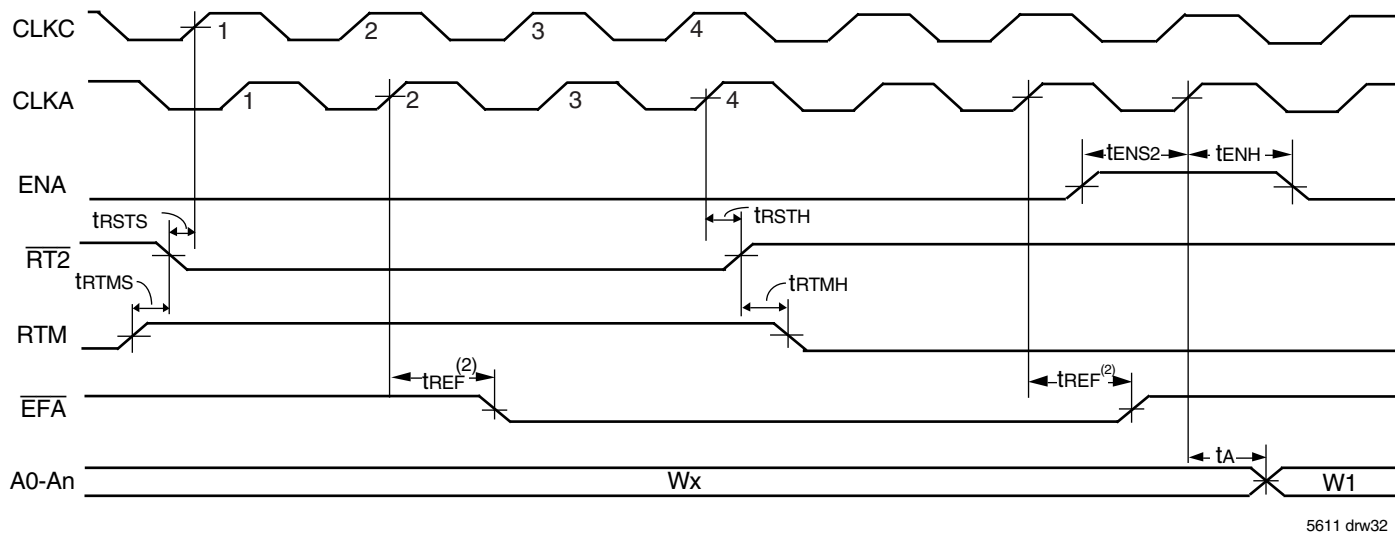 CLKC 1 2 3 4
CLKA 1 2 3 4
tENS2 tENH
ENA
tRSTS tRSTH
RT2
tRTMS tRTMH
RTM
tREF(2) tREF(2)
EFA
tA
A0-An Wx W1
5611 drw32